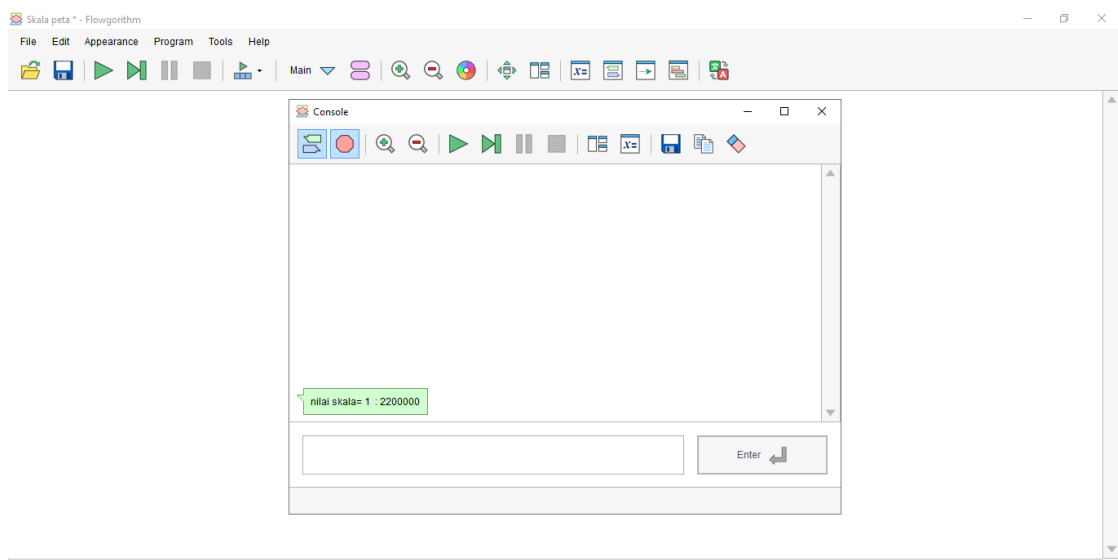 Skala peta * - Flowgorithm
File Edit Appearance Program Tools Help
Main x=
Console
x=
nilai skala= 1 : 2200000
Enter